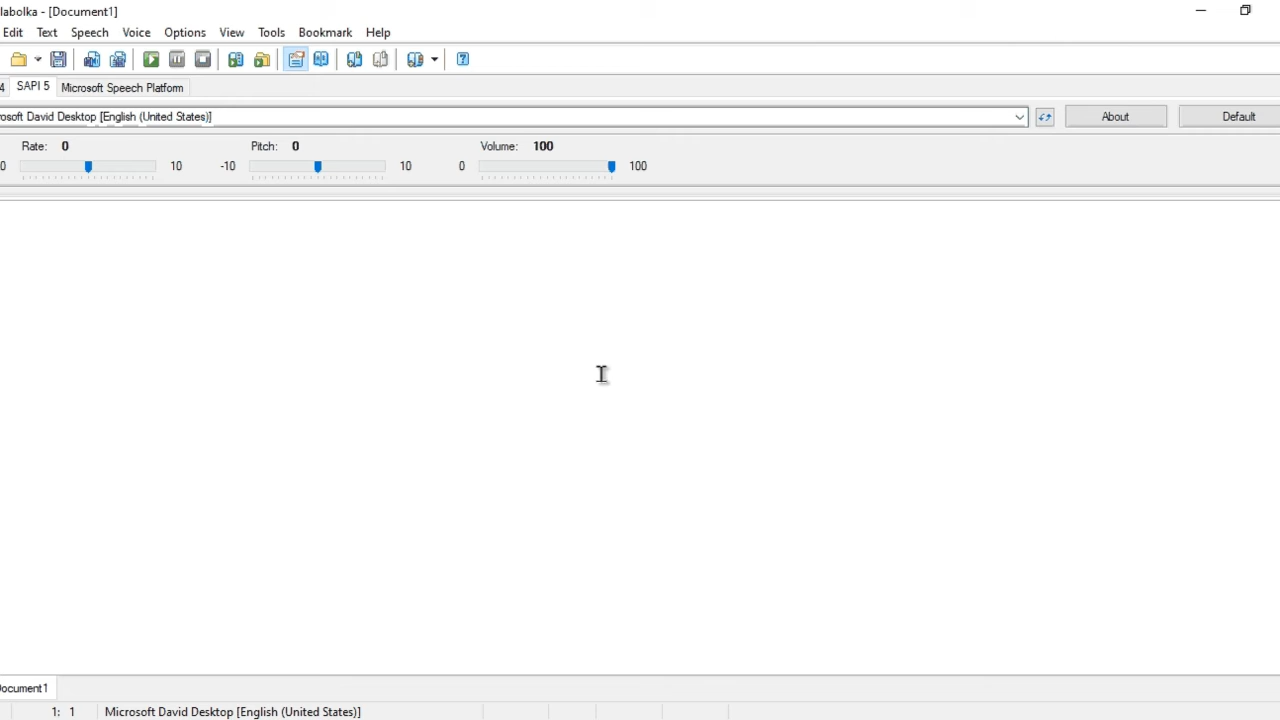 labolka - [Document1]
Edit Text Speech Voice Options View Tools Bookmark Help
4 SAPI 5 Microsoft Speech Platform
rosoft David Desktop [English (United States)] About Default
Rate: 0 Pitch: 0 Volume: 100
0 10 -10 10 0 100
Document1
1: 1 Microsoft David Desktop [English (United States)]